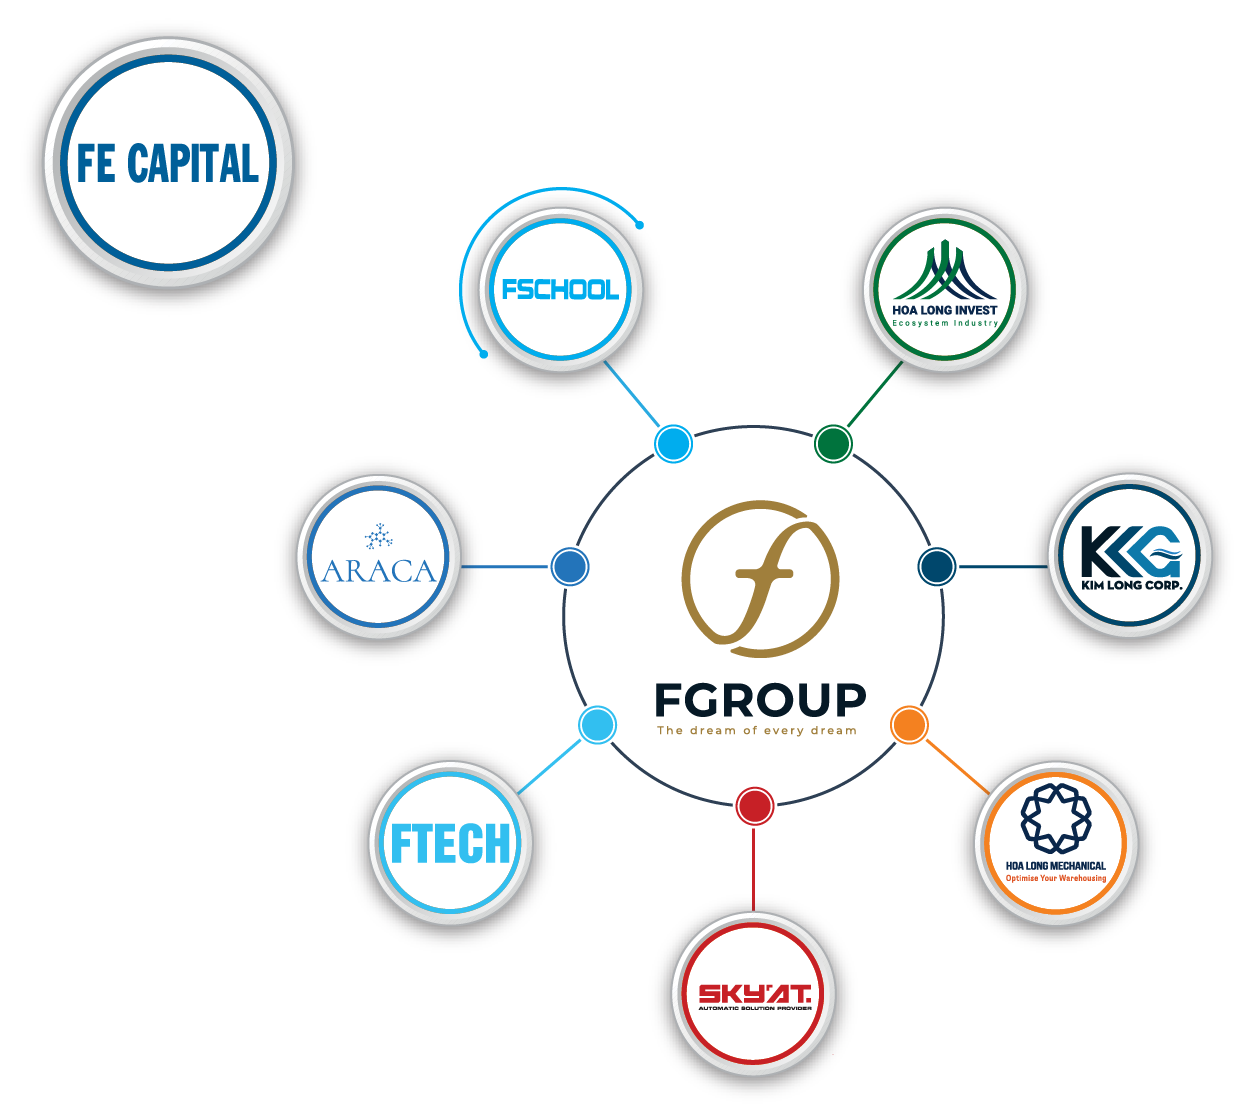 FE CAPITAL
FSCHOOL
HOA LONG INVEST
Ecosystem Industry
ARACA
KG
KIM LONG CORP.
f
FGROUP
The dream of every dream
FTECH
HOA LONG MECHANICAL
Optimise Your Warehousing
SKY'AT.
AUTOMATIC SOLUTION PROVIDER